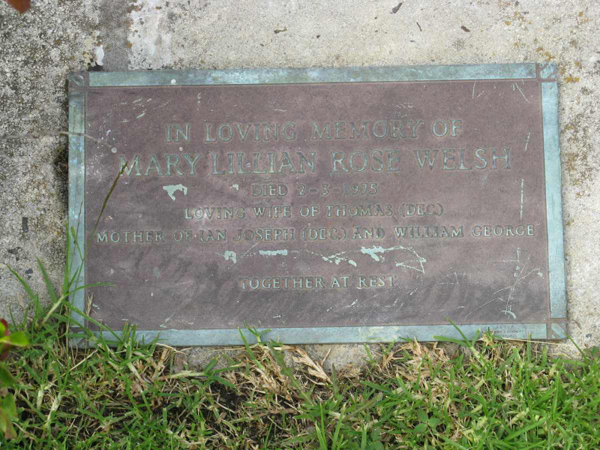 IN LOVING MEMORY OF
MARY LILLIAN ROSE WELSH
DIED
LOVING WIFE OF THOMAS (DEC)
MOTHER OF IAN JOSEPH (DEC) AND WILLIAM GEORGE
TOGETHER AT REST